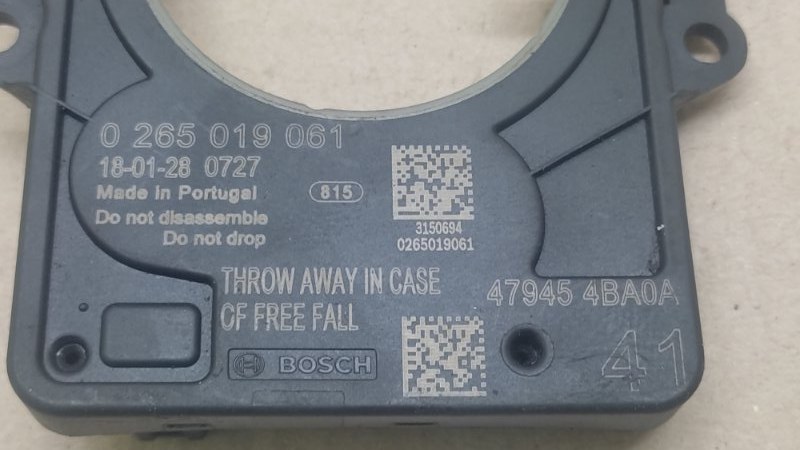 0 265 019 061
18-01-28 0727
Made in Portugal
815
Do not disassemble
Do not drop
3150694
0265019061
THROW AWAY IN CASE
OF FREE FALL
47945 4BA0A
BOSCH
41